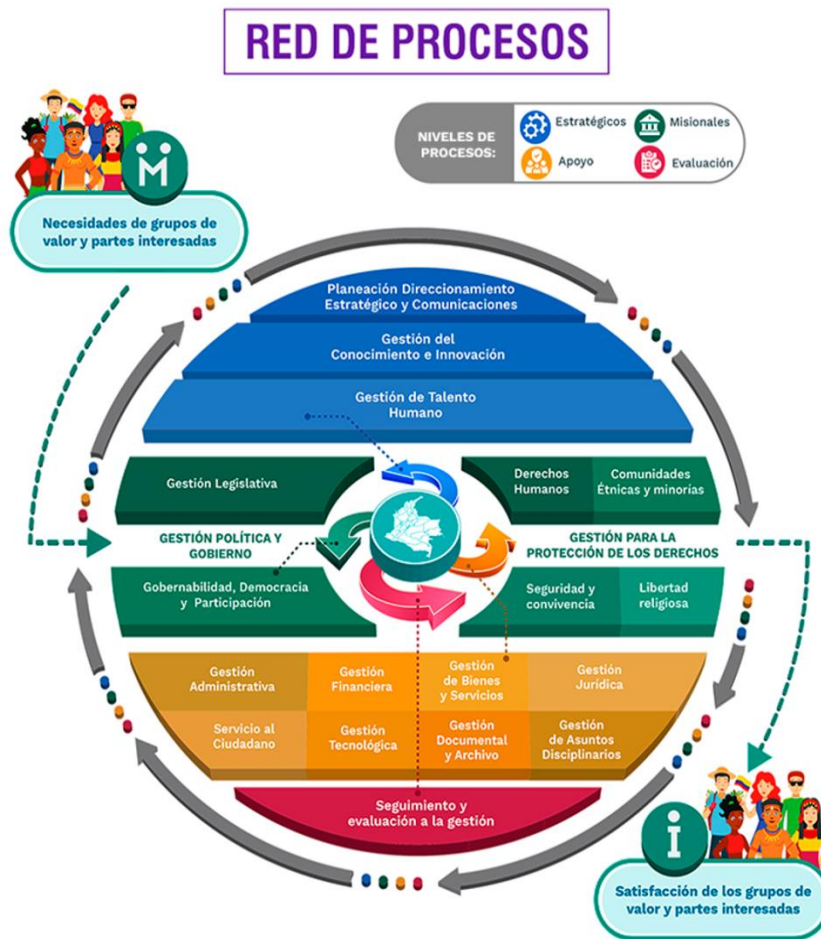 RED DE PROCESOS
NIVELES DE
PROCESOS:
Estratégicos
Misionales
Apoyo
Evaluación
M
Necesidades de grupos de
valor y partes interesadas
Planeación Direccionamiento
Estratégico y Comunicaciones
Gestión del
Conocimiento e Innovación
Gestión de Talento
Humano
Gestión Legislativa
Derechos
Humanos
Comunidades
Étnicas y minorías
GESTIÓN POLÍTICA Y
GOBIERNO
GESTIÓN PARA LA
PROTECCIÓN DE LOS DERECHOS
Gobernabilidad, Democracia
y Participación
Seguridad y
convivencia
Libertad
religiosa
Gestión
Administrativa
Gestión
Financiera
Gestión
de Bienes
y Servicios
Gestión
Jurídica
Servicio al
Ciudadano
Gestión
Tecnológica
Gestión
Documental
y Archivo
Gestión
de Asuntos
Disciplinarios
Seguimiento y
evaluación a la gestión
I
Satisfacción de los grupos de
valor y partes interesadas